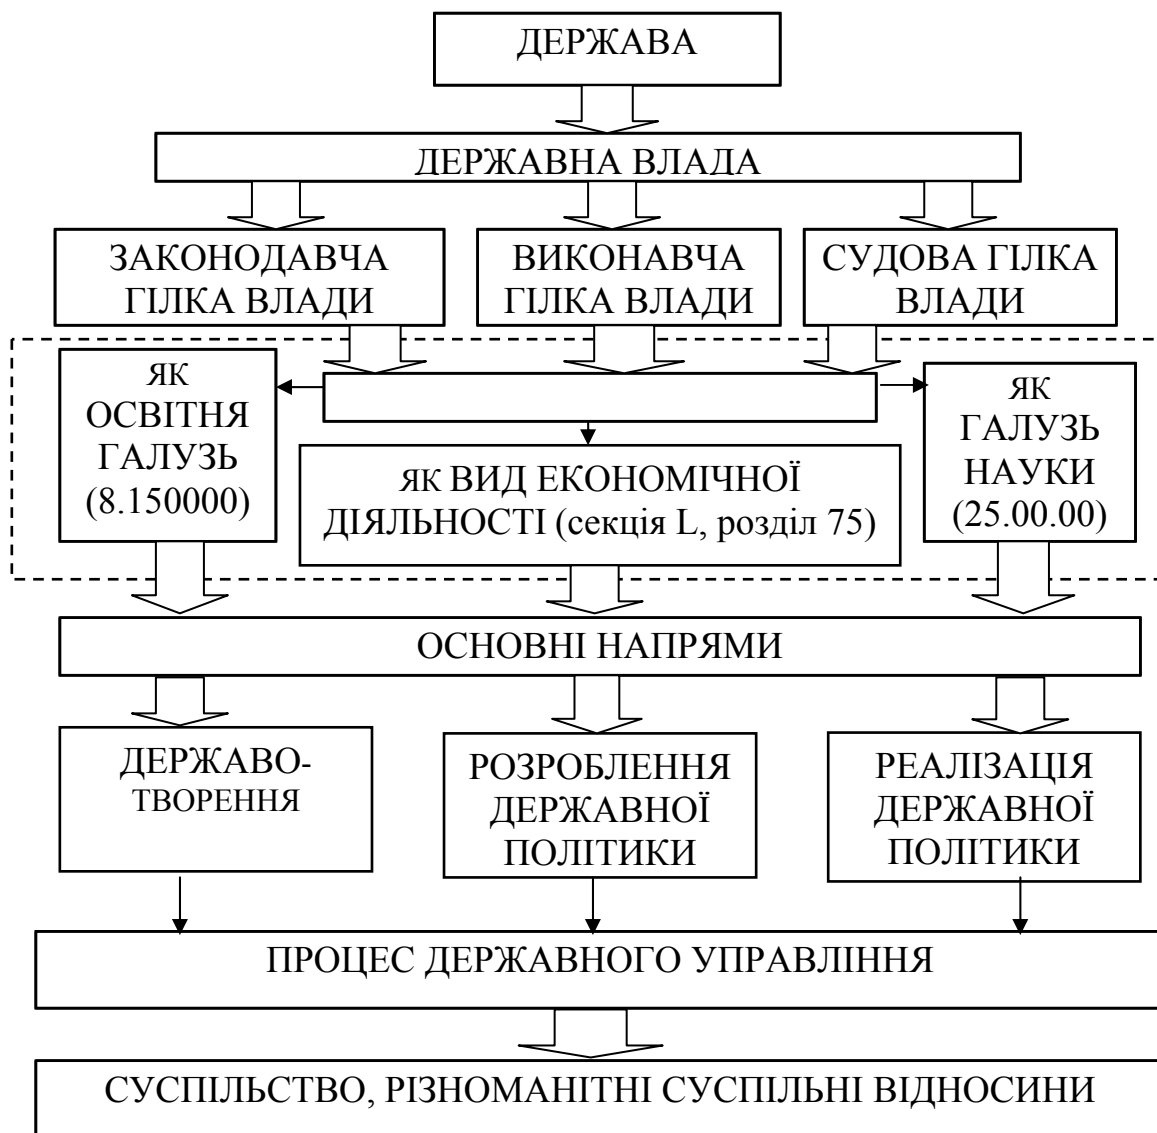 ДЕРЖАВА
ДЕРЖАВНА ВЛАДА
ЗАКОНОДАВЧА
ГІЛКА ВЛАДИ
ВИКОНАВЧА
ГІЛКА ВЛАДИ
СУДОВА ГІЛКА
ВЛАДИ
ЯК
ОСВІТНЯ
ГАЛУЗЬ
(8.150000)
ЯК ВИД ЕКОНОМІЧНОЇ
ДІЯЛЬНОСТІ (секція L, розділ 75)
ЯК
ГАЛУЗЬ
НАУКИ
(25.00.00)
ОСНОВНІ НАПРЯМИ
ДЕРЖАВО-
ТВОРЕННЯ
РОЗРОБЛЕННЯ
ДЕРЖАВНОЇ
ПОЛІТИКИ
РЕАЛІЗАЦІЯ
ДЕРЖАВНОЇ
ПОЛІТИКИ
ПРОЦЕС ДЕРЖАВНОГО УПРАВЛІННЯ
СУСПІЛЬСТВО, РІЗНОМАНІТНІ СУСПІЛЬНІ ВІДНОСИНИ